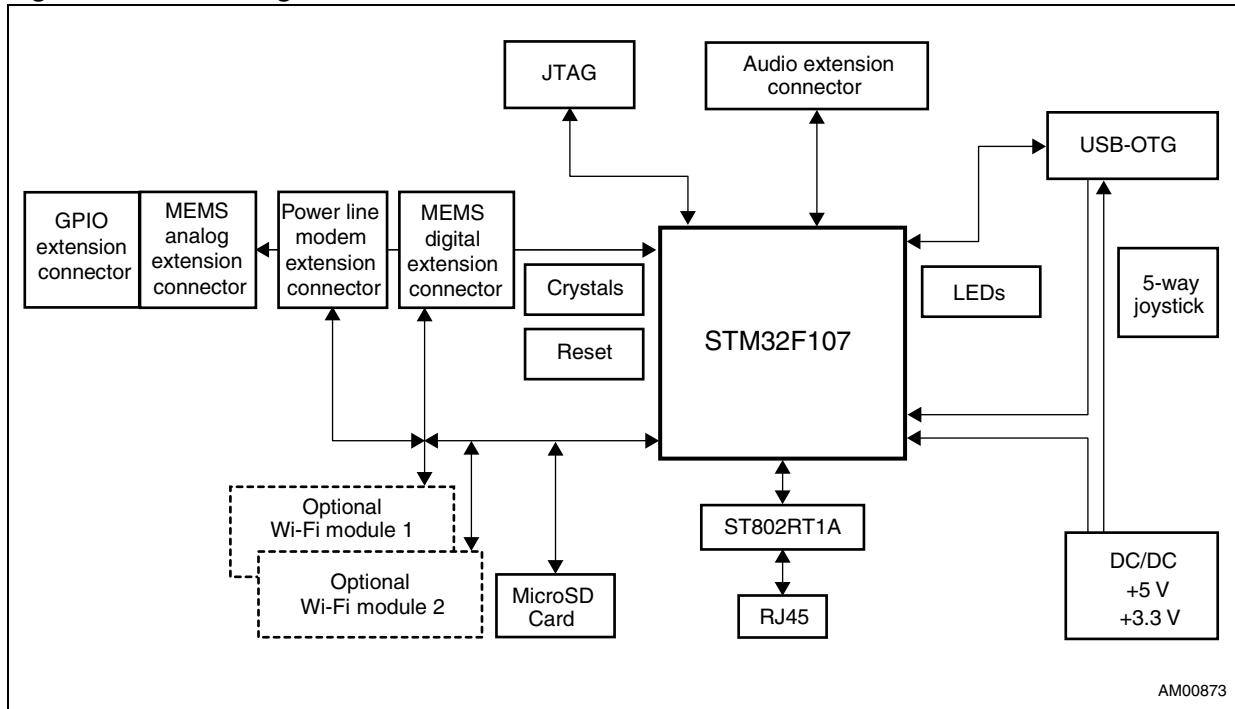 JTAG
Audio extension
connector
USB-OTG
GPIO
extension
connector
MEMS
analog
extension
connector
Power line
modem
extension
connector
MEMS
digital
extension
connector
Crystals
Reset
STM32F107
LEDs
5-way
joystick
Optional
Wi-Fi module 1
Optional
Wi-Fi module 2
MicroSD
Card
ST802RT1A
RJ45
DC/DC
+5 V
+3.3 V
AM00873